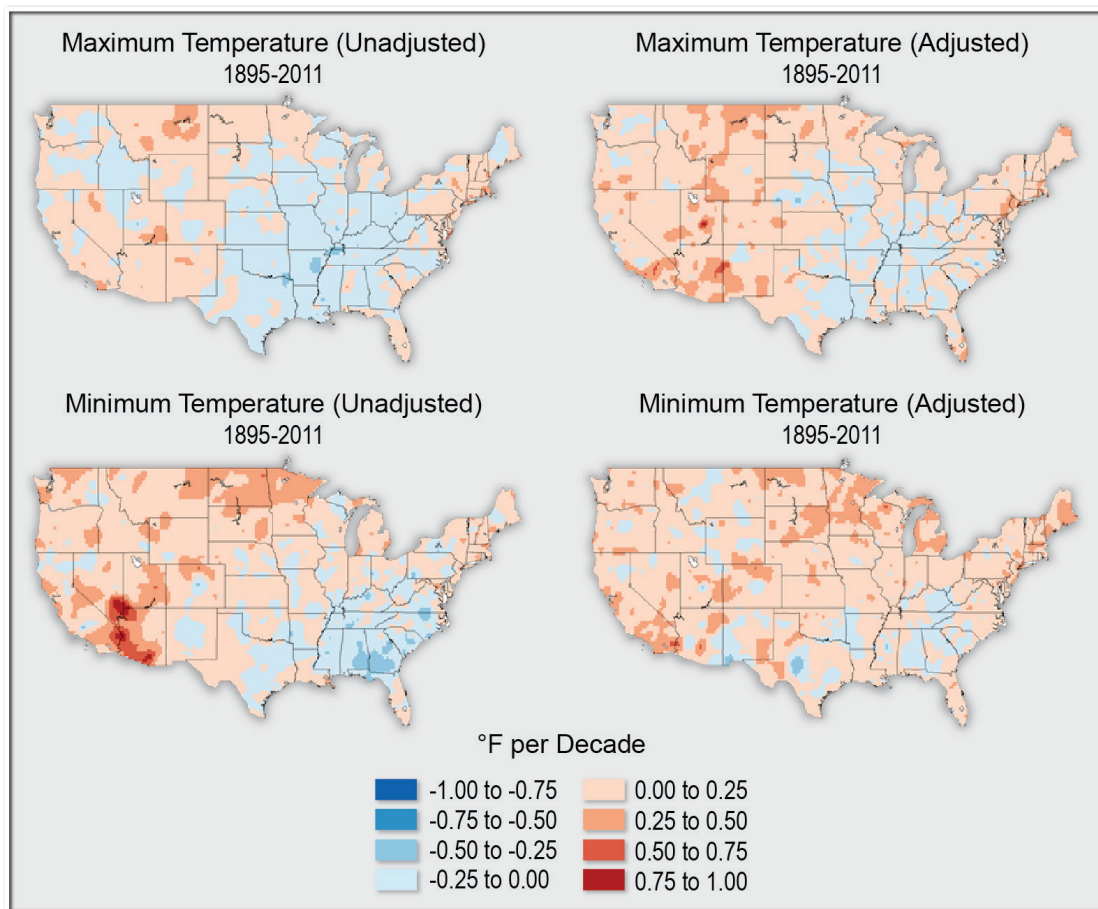 Maximum Temperature (Unadjusted)
1895-2011
Maximum Temperature (Adjusted)
1895-2011
Minimum Temperature (Unadjusted)
1895-2011
Minimum Temperature (Adjusted)
1895-2011
°F per Decade
-1.00 to -0.75
-0.75 to -0.50
-0.50 to -0.25
-0.25 to 0.00
0.00 to 0.25
0.25 to 0.50
0.50 to 0.75
0.75 to 1.00